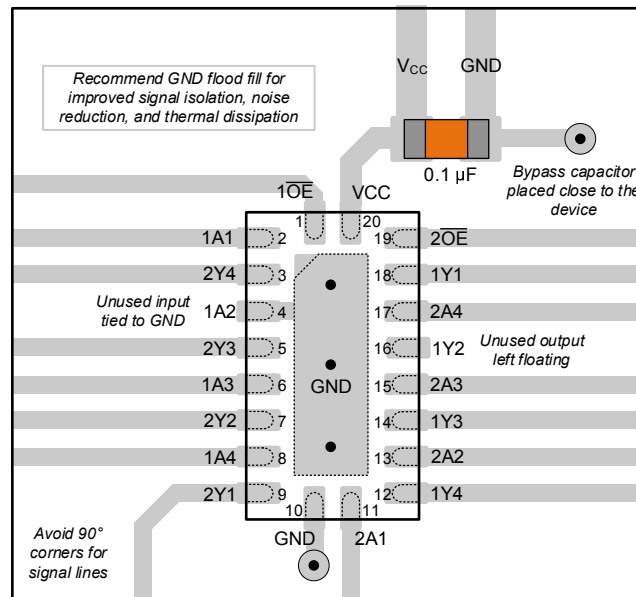 Recommend GND flood fill for
improved signal isolation, noise
reduction, and thermal dissipation
VCC GND
0.1 µF
Bypass capacitor
placed close to the
device
1OE VCC
1 20
1A1 2 19 2OE
2Y4 3 18 1Y1
Unused input
tied to GND
1A2 4 17 2A4
2Y3 5 16 1Y2
Unused output
left floating
1A3 6 GND 15 2A3
2Y2 7 14 1Y3
1A4 8 13 2A2
2Y1 9 12 1Y4
10 11
GND 2A1
Avoid 90°
corners for
signal lines